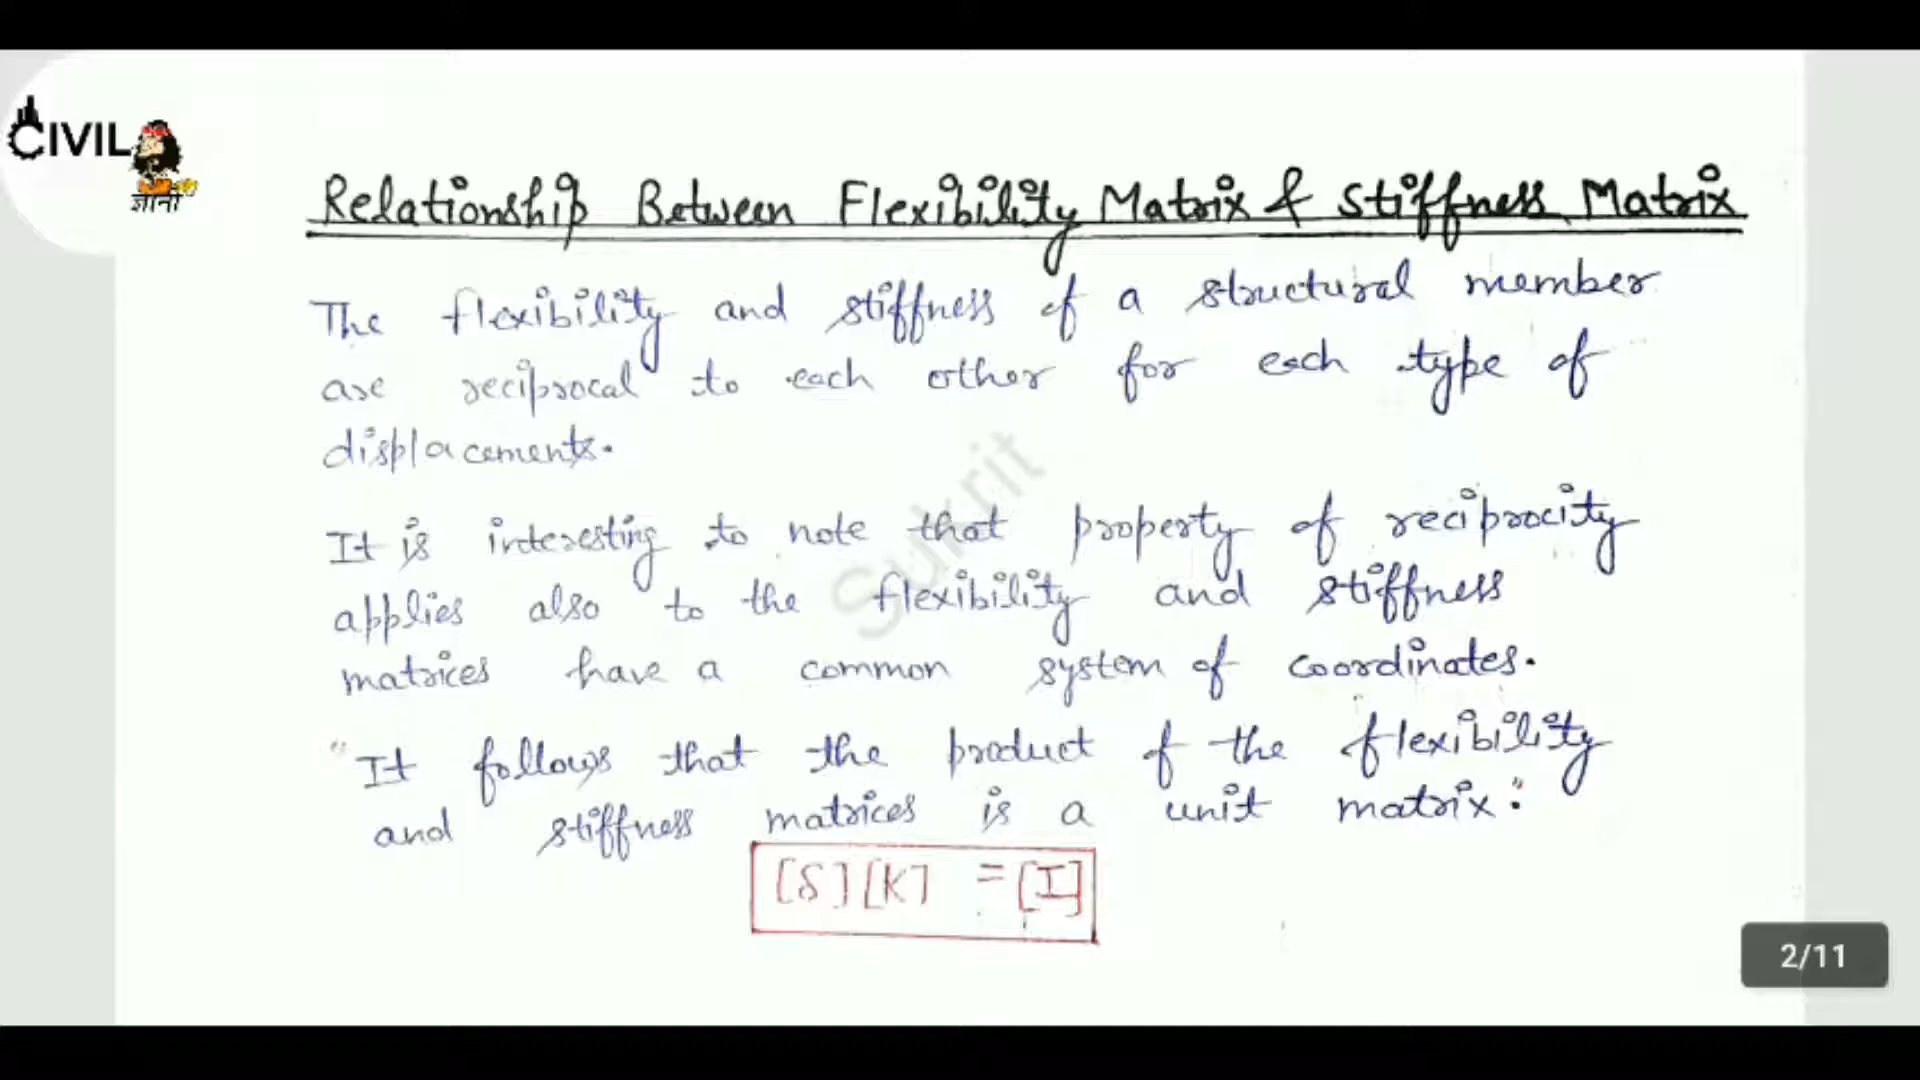 CIVIL
ज्ञानी
Relationship Between Flexibility Matrix & Stiffness Matrix
The flexibility and stiffness of a structural member
are reciprocal to each other for each type of
displacements.
It is interesting to note that property of reciprocity
applies also to the flexibility and stiffness
matrices have a common system of coordinates.
"It follows that the product of the flexibility
and stiffness matrices is a unit matrix."
[δ][K] = [I]
Sukrit
2/11